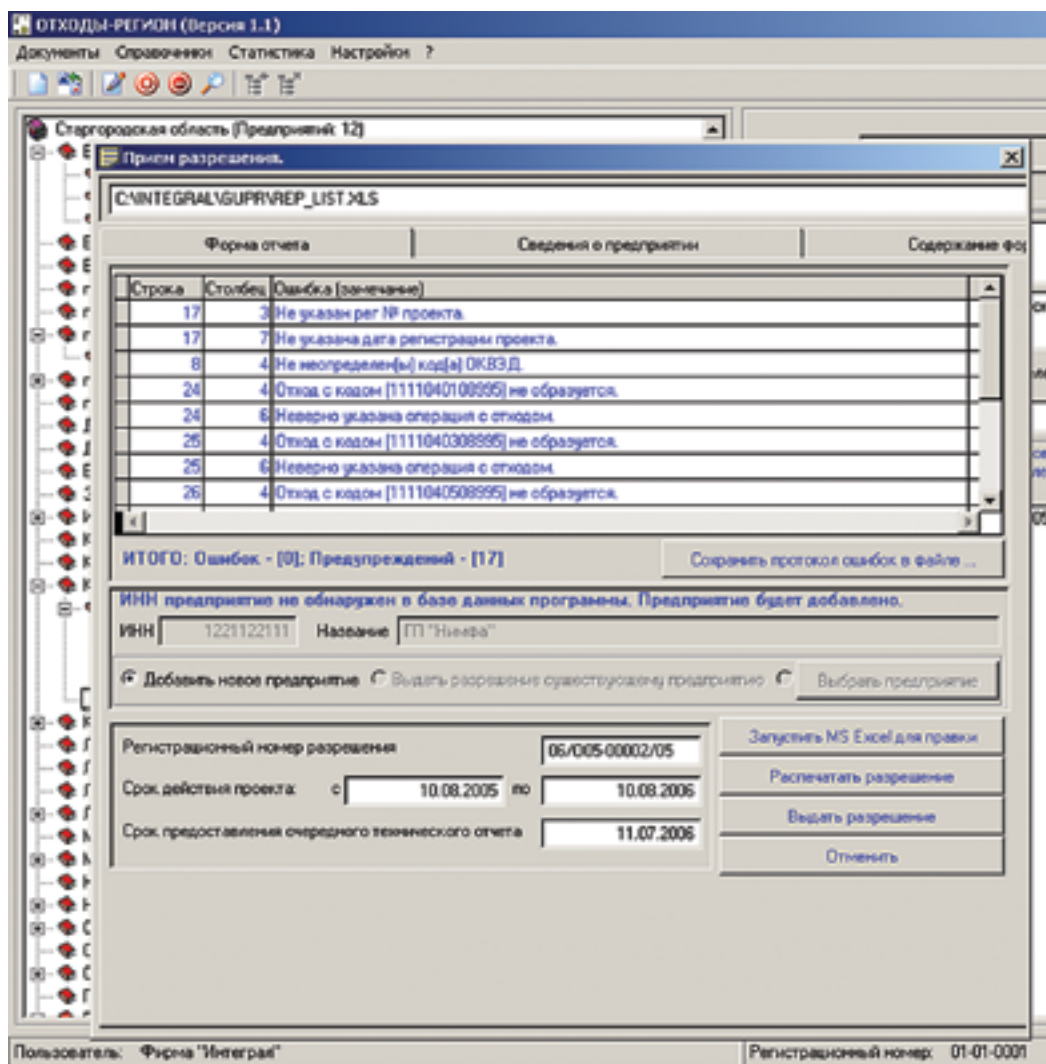 ОТХОДЫ-РЕГИОН (Версия 1.1)
Документы Справочники Статистика Настройки ?
Старгородская область (Предприятий: 12)
Прием разрешения.
C:\INTEGRAL\GUPR\REP_LIST.XLS
Форма отчета Сведения о предприятии Содержание фор
Строка Столбец Ошибка (замечание)
17 3 Не указан рег № проекта.
17 7 Не указана дата регистрации проекта.
8 4 Не неопределен(ы) код(а) ОКВЭД.
24 4 Отход с кодом [1111040108995] не образуется.
24 6 Неверно указана операция с отходом.
25 4 Отход с кодом [1111040308995] не образуется.
25 6 Неверно указана операция с отходом.
26 4 Отход с кодом [1111040508995] не образуется.
ИТОГО: Ошибок - [0]; Предупреждений - [17]
Сохранить протокол ошибок в файле ...
ИНН предприятие не обнаружен в базе данных программы. Предприятие будет добавлено.
ИНН 1221122111 Название ГП "Нимфа"
Добавить новое предприятие Выдать разрешение существующему предприятию Выбрать предприятие
Регистрационный номер разрешения 06/О05-00002/05
Срок действия проекта: с 10.08.2005 по 10.08.2006
Срок предоставления очередного технического отчета 11.07.2006
Запустить MS Excel для правки
Распечатать разрешение
Выдать разрешение
Отменить
Пользователь: Фирма "Интеграл" Регистрационный номер: 01-01-0001